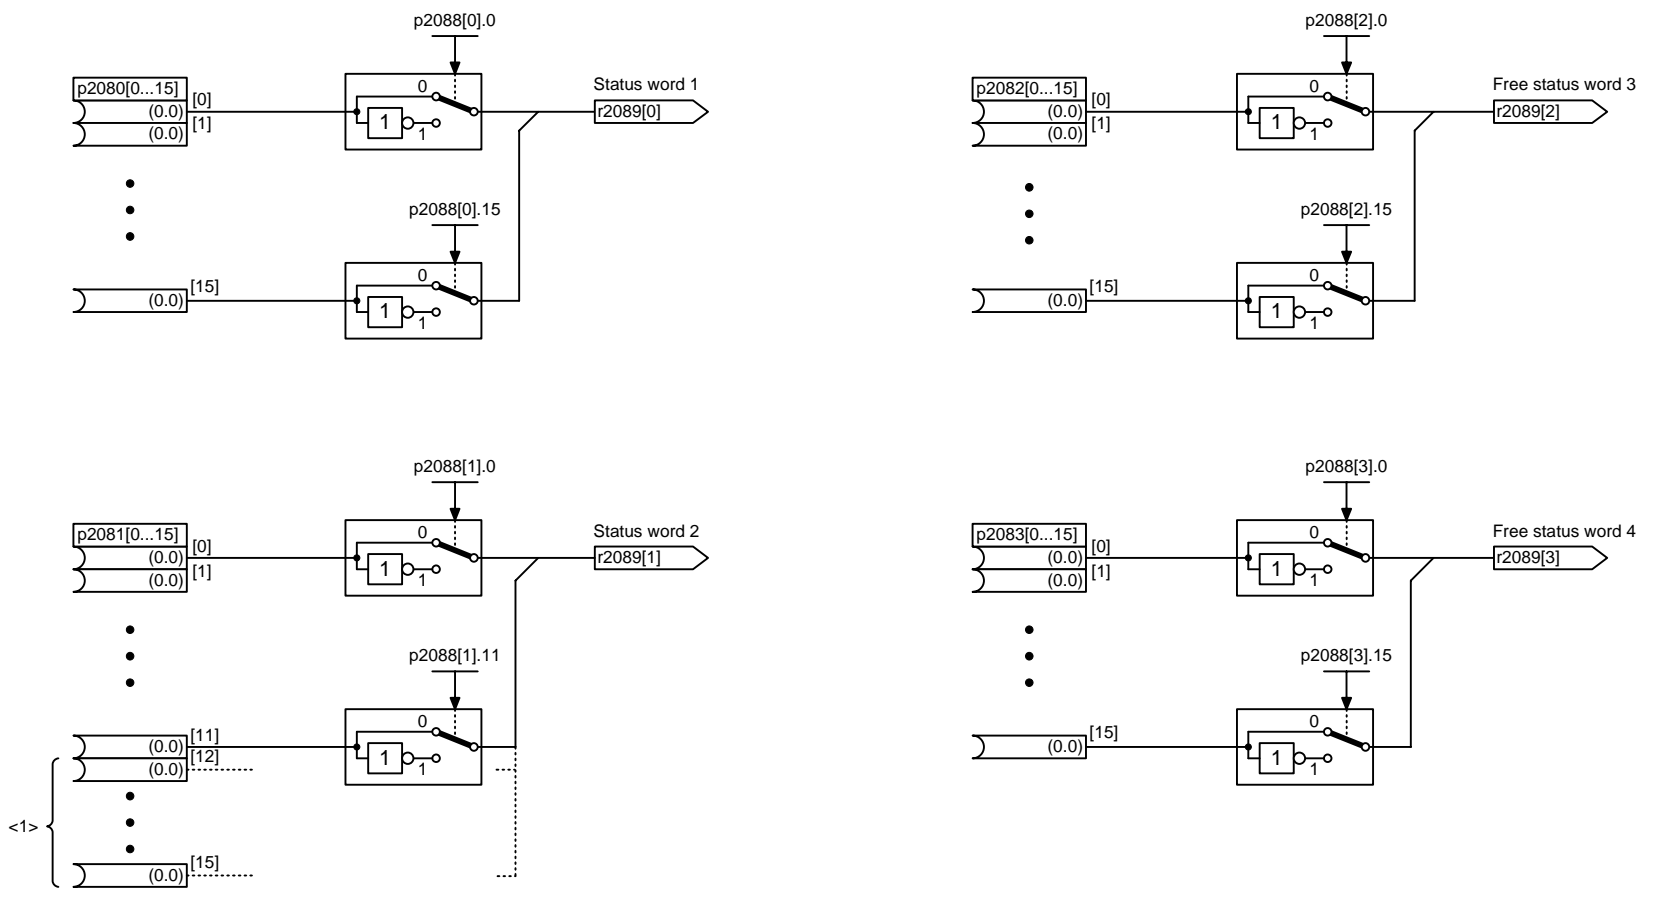 p2088[0].0
p2080[0...15]
(0.0)
[0]
(0.0)
[1]
0
1
1
Status word 1
r2089[0]
p2088[0].15
(0.0)
[15]
0
1
1
p2088[2].0
p2082[0...15]
(0.0)
[0]
(0.0)
[1]
0
1
1
Free status word 3
r2089[2]
p2088[2].15
(0.0)
[15]
0
1
1
p2088[1].0
p2081[0...15]
(0.0)
[0]
(0.0)
[1]
0
1
1
Status word 2
r2089[1]
p2088[1].11
(0.0)
[11]
(0.0)
[12]
0
1
1
<1>
(0.0)
[15]
p2088[3].0
p2083[0...15]
(0.0)
[0]
(0.0)
[1]
0
1
1
Free status word 4
r2089[3]
p2088[3].15
(0.0)
[15]
0
1
1